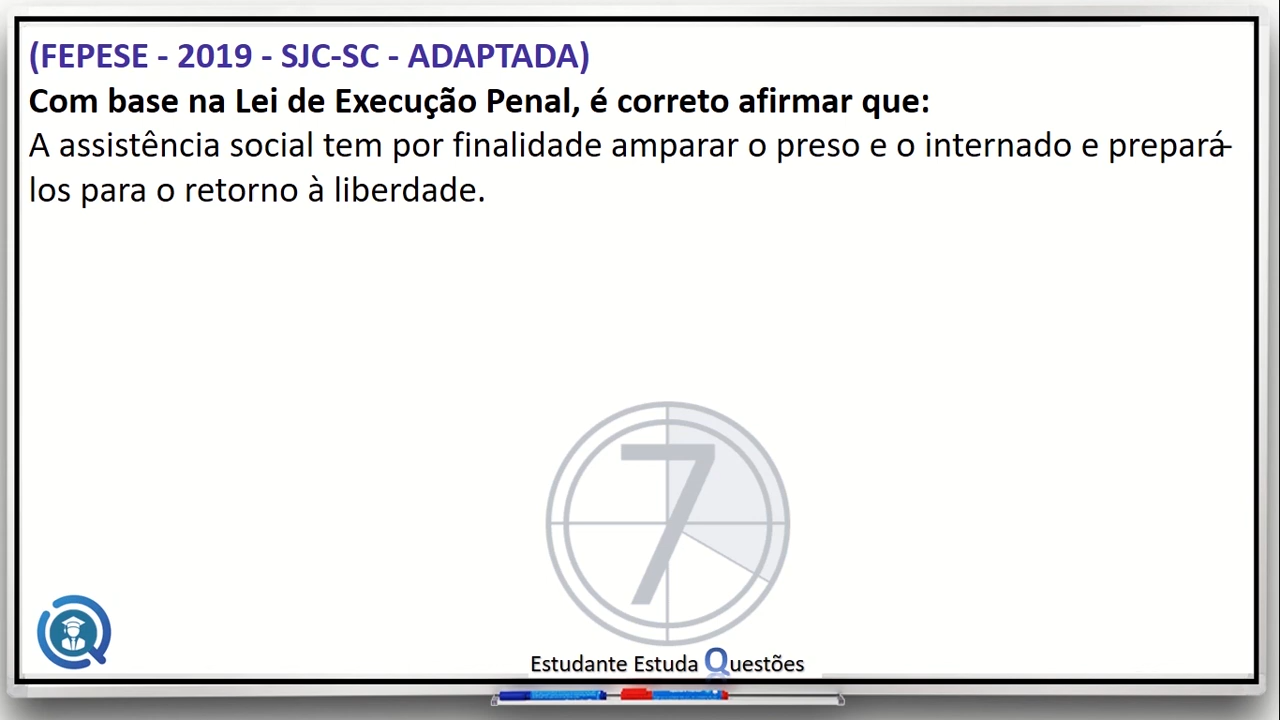 (FEPESE - 2019 - SJC-SC - ADAPTADA)
Com base na Lei de Execução Penal, é correto afirmar que:
A assistência social tem por finalidade amparar o preso e o internado e prepará-
los para o retorno à liberdade.
7
Estudante Estuda Questões